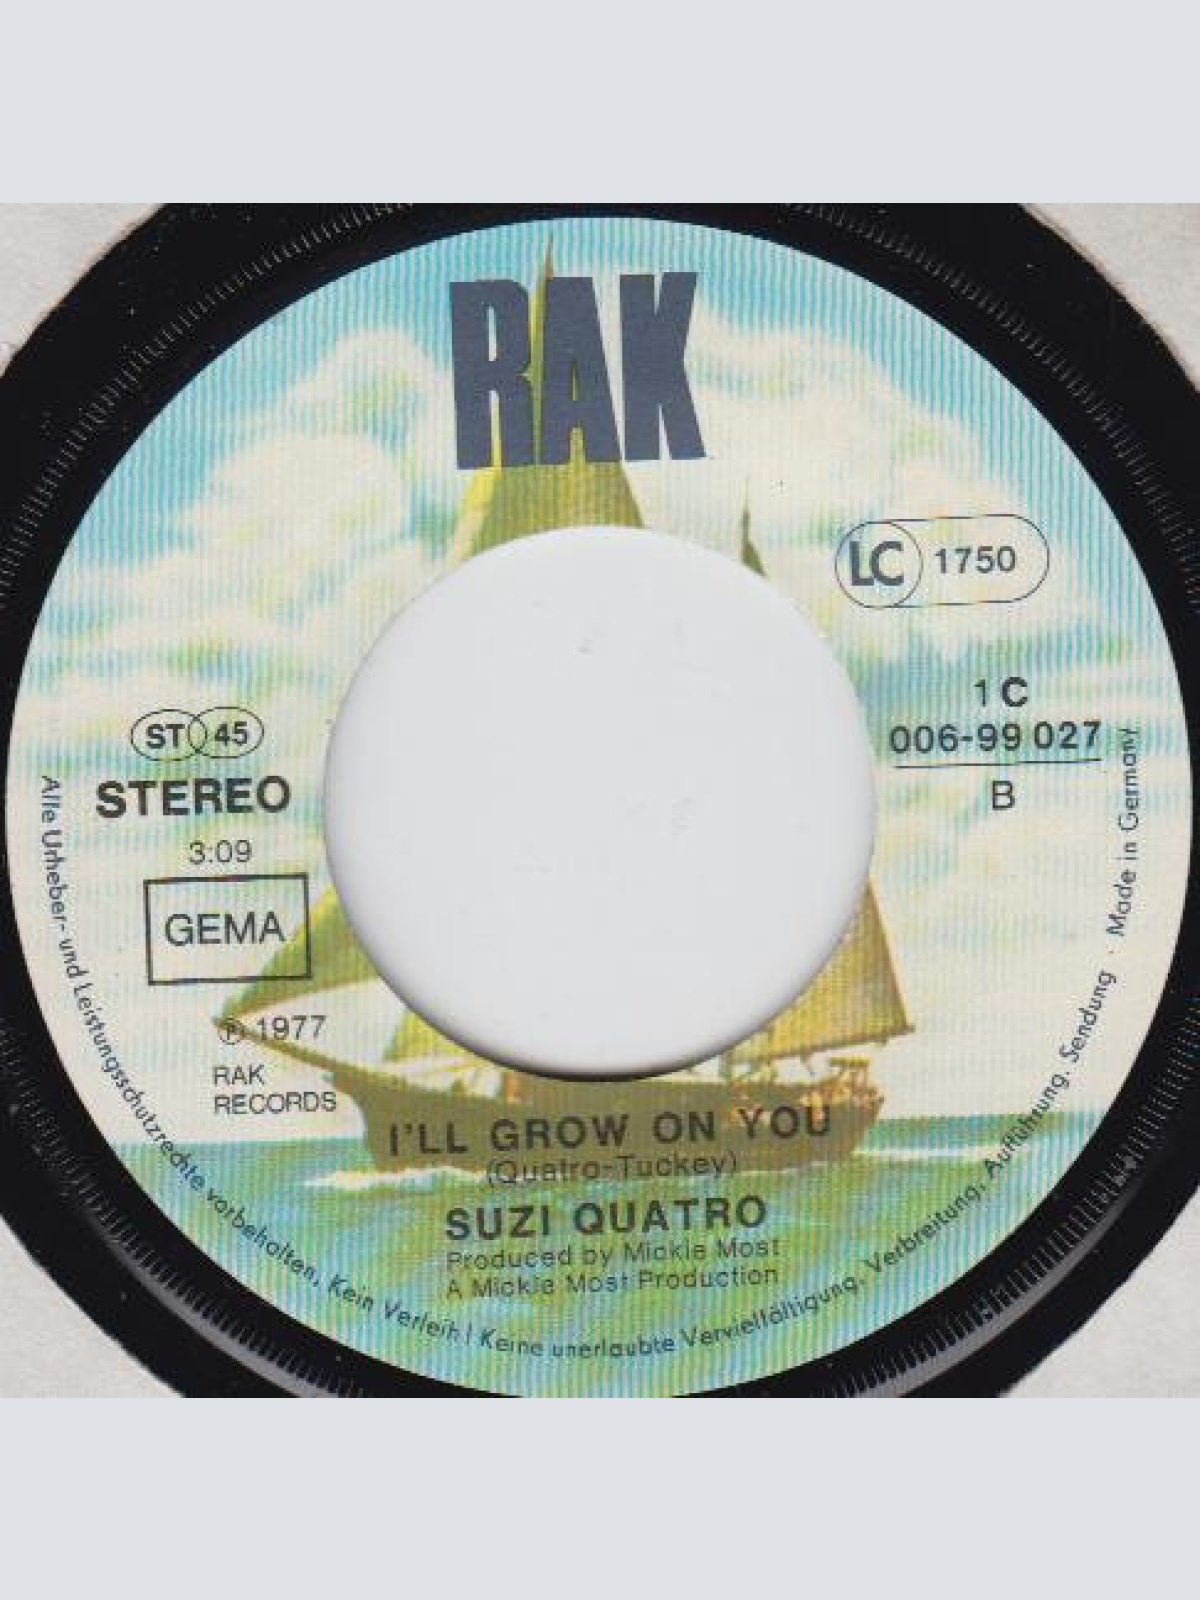 RAK
LC 1750
1 C
006-99 027
B
ST 45
STEREO
3:09
GEMA
℗ 1977
RAK
RECORDS
I'LL GROW ON YOU
(Quatro-Tuckey)
SUZI QUATRO
Produced by Mickie Most
A Mickie Most Production
Alle Urheber- und Leistungsschutzrechte vorbehalten. Kein Verleih! Keine unerlaubte Vervielfältigung, Verbreitung, Aufführung, Sendung · Made in Germany